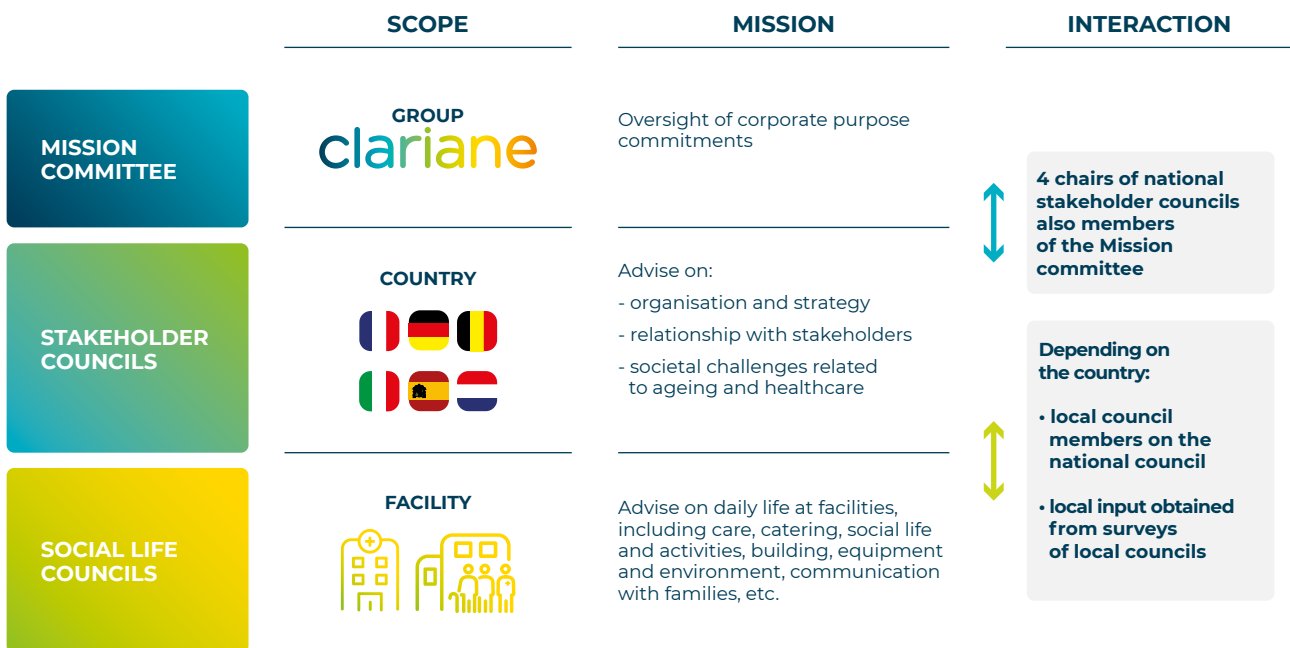 SCOPE
MISSION
INTERACTION
MISSION
COMMITTEE
GROUP
clariane
Oversight of corporate purpose
commitments
4 chairs of national
stakeholder councils
also members
of the Mission
committee
STAKEHOLDER
COUNCILS
COUNTRY
Advise on:
- organisation and strategy
- relationship with stakeholders
- societal challenges related
to ageing and healthcare
Depending on
the country:
• local council
members on the
national council
• local input obtained
from surveys
of local councils
SOCIAL LIFE
COUNCILS
FACILITY
Advise on daily life at facilities,
including care, catering, social life
and activities, building, equipment
and environment, communication
with families, etc.